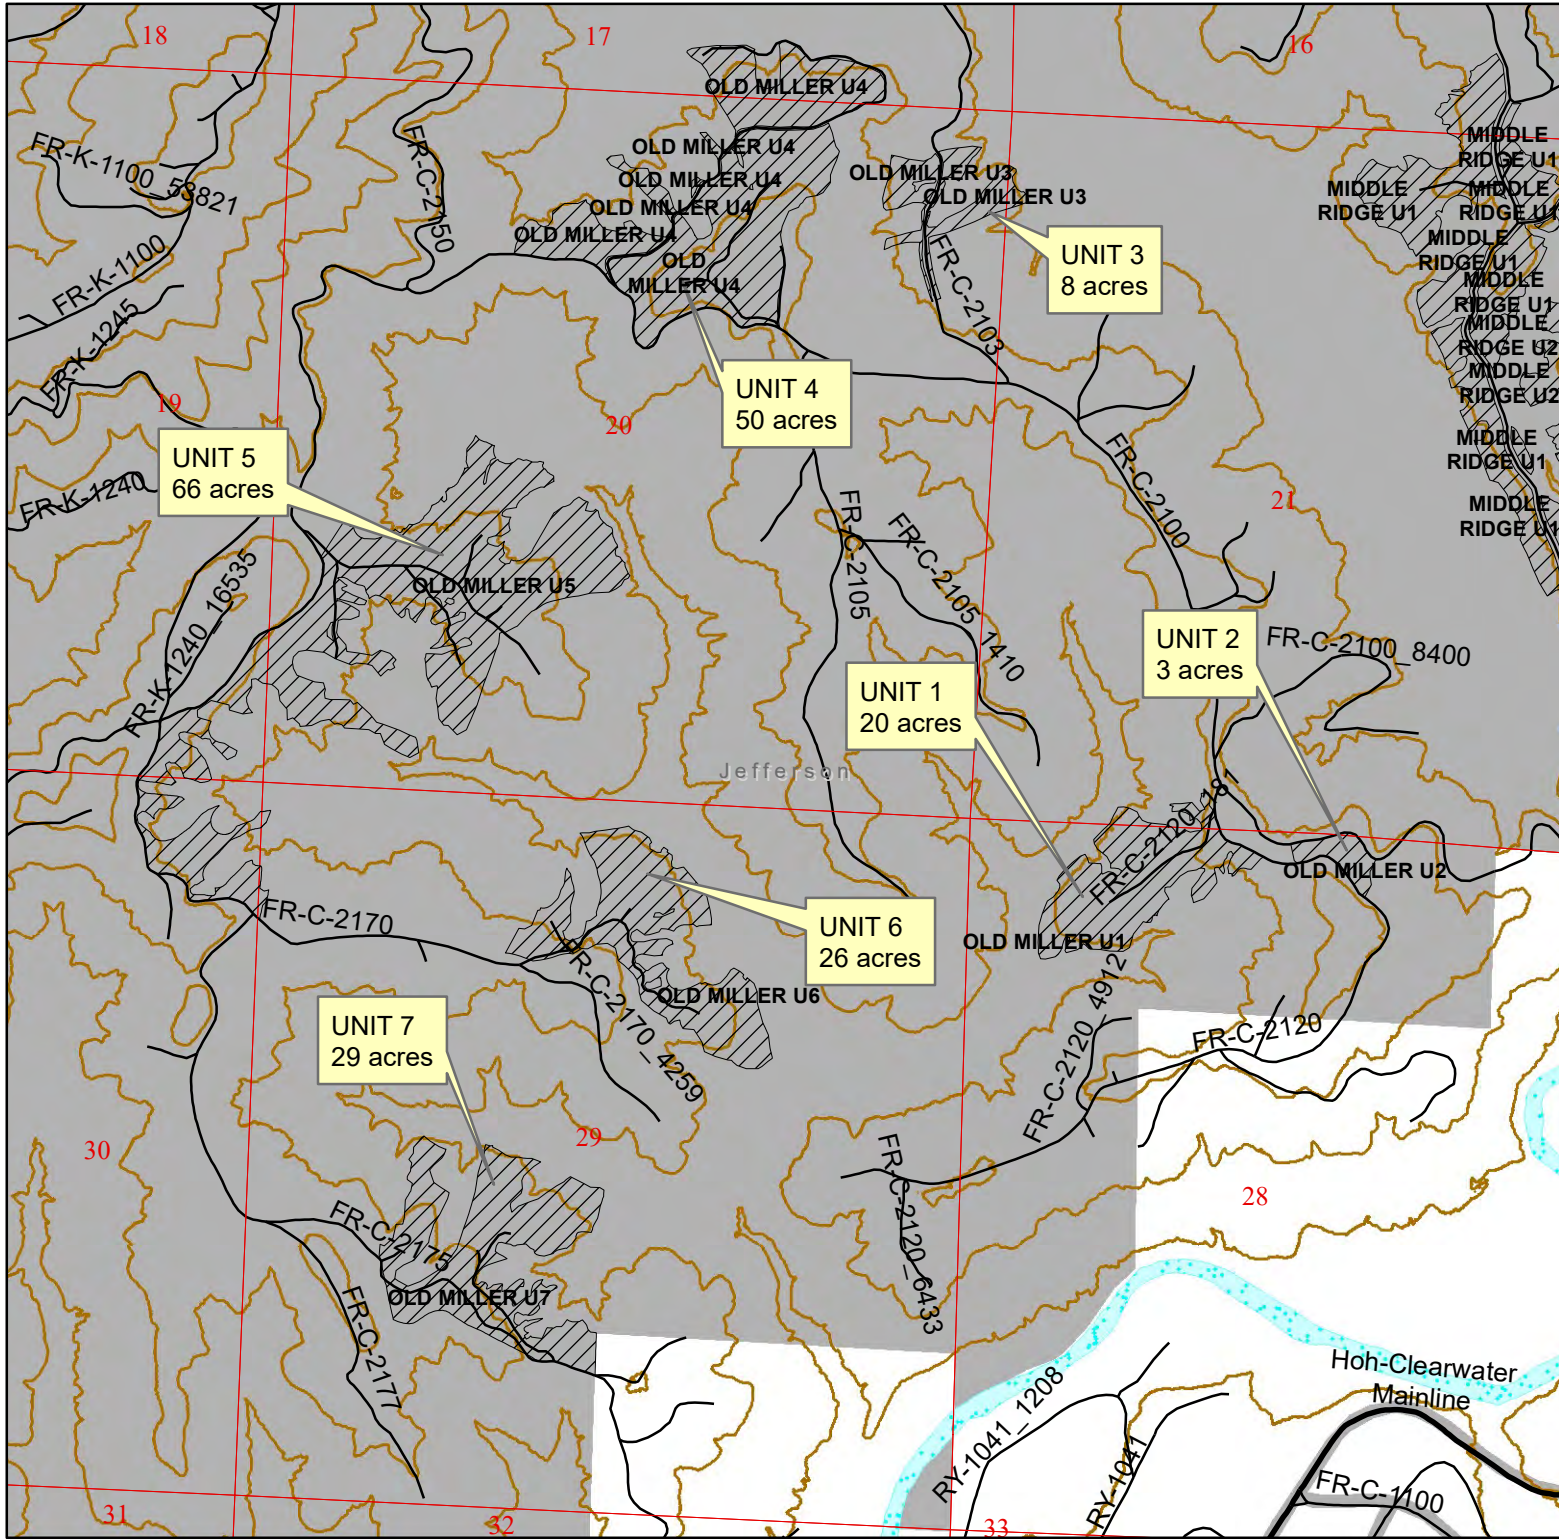 18
17
16
OLD MILLER U4
OLD MILLER U4
OLD MILLER U4
OLD MILLER U4
OLD MILLER U4
OLD
MILLER U4
OLD MILLER U3
OLD MILLER U3
MIDDLE
RIDGE U1
MIDDLE
RIDGE U1
MIDDLE
RIDGE U1
MIDDLE
RIDGE U1
MIDDLE
RIDGE U1
MIDDLE
RIDGE U2
MIDDLE
RIDGE U2
MIDDLE
RIDGE U1
MIDDLE
RIDGE U1
FR-K-1100_53821
FR-C-2150
FR-K-1100
FR-K-1245
UNIT 3
8 acres
FR-C-2103
UNIT 4
50 acres
19
20
21
UNIT 5
66 acres
FR-K-1240
FR-C-2100
FR-C-2105
FR-C-2105_1410
OLD MILLER U5
FR-K-1240_16535
UNIT 2
3 acres
FR-C-2100_8400
UNIT 1
20 acres
Jefferson
FR-C-2120_181
OLD MILLER U2
OLD MILLER U1
FR-C-2170
UNIT 6
26 acres
FR-C-2170_4259
OLD MILLER U6
UNIT 7
29 acres
FR-C-2120_4912
FR-C-2120
30
29
28
FR-C-2175
FR-C-2120_6433
OLD MILLER U7
FR-C-2177
Hoh-Clearwater
Mainline
RY-1041_1208
RY-1041
FR-C-1100
31
32
33